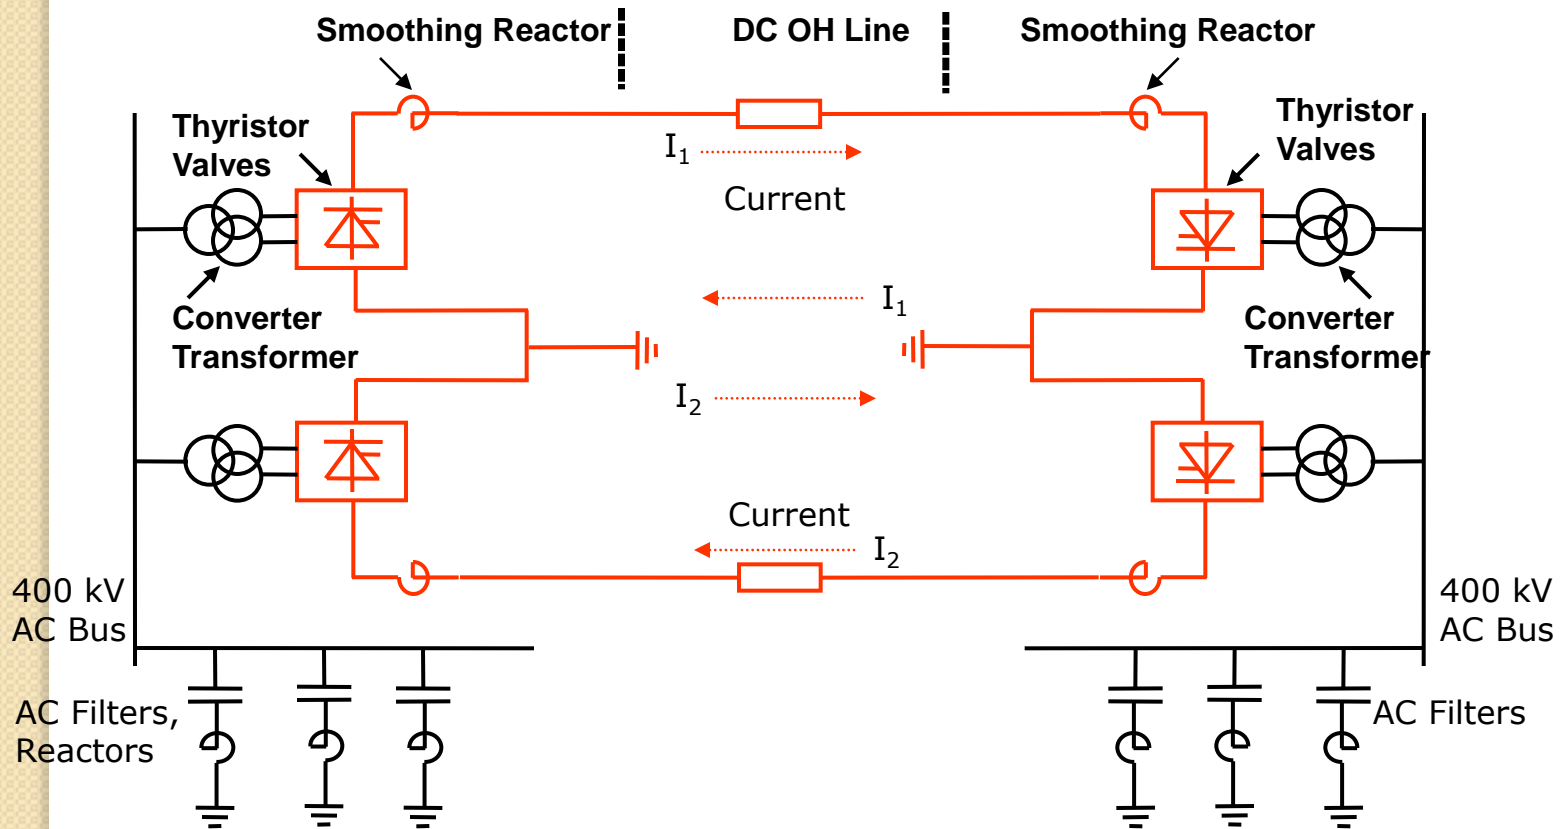 Smoothing Reactor
DC OH Line
Smoothing Reactor
Thyristor
Valves
Thyristor
Valves
I₁
Current
I₁
Converter
Transformer
Converter
Transformer
I₂
Current
I₂
400 kV
AC Bus
400 kV
AC Bus
AC Filters,
Reactors
AC Filters